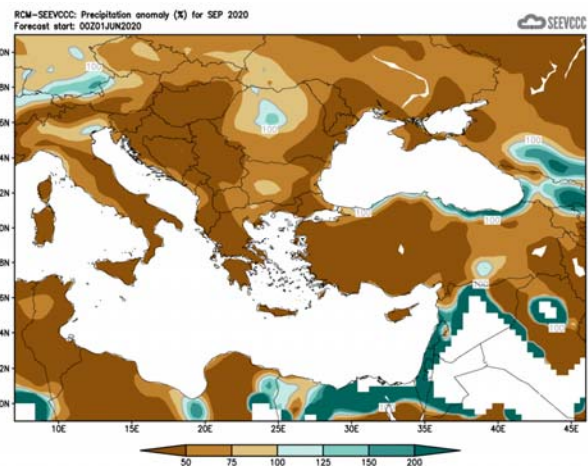 RCM-SEEVCCC: Precipitation anomaly (%) for SEP 2020
Forecast start: 00Z01JUN2020
SEEVCCC
100
100
100
100
100
100
100
10E
15E
20E
25E
30E
35E
40E
45E
50
75
100
125
150
200